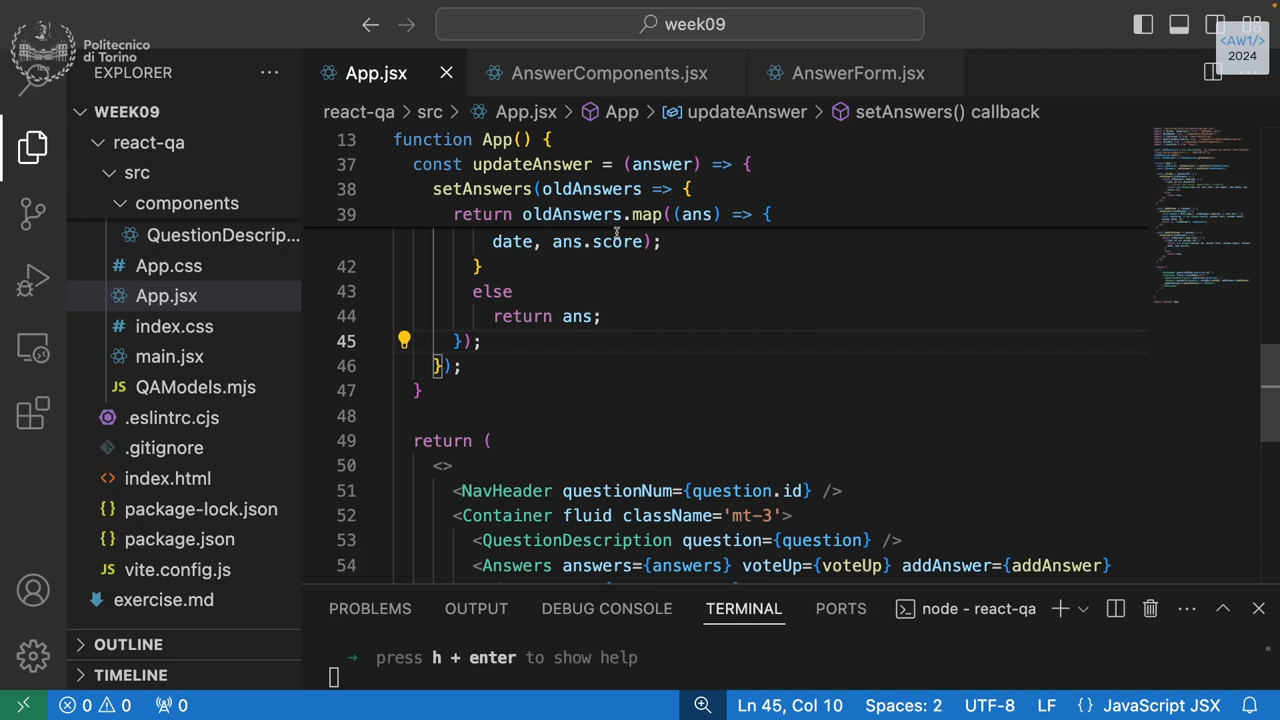 week09
Politecnico
di Torino
<AW1/>
2024
EXPLORER
App.jsx
AnswerComponents.jsx
AnswerForm.jsx
react-qa > src > App.jsx > App > updateAnswer > setAnswers() callback
WEEK09
react-qa
src
components
QuestionDescrip...
App.css
App.jsx
index.css
main.jsx
JS QAModels.mjs
.eslintrc.cjs
.gitignore
index.html
package-lock.json
package.json
vite.config.js
exercise.md
OUTLINE
TIMELINE
13 function App() {
37 const updateAnswer = (answer) => {
38 setAnswers(oldAnswers => {
39 return oldAnswers.map((ans) => {
date, ans.score);
42 }
43 else
44 return ans;
45 });
46 });
47 }
48
49 return (
50 <>
51 <NavHeader questionNum={question.id} />
52 <Container fluid className='mt-3'>
53 <QuestionDescription question={question} />
54 <Answers answers={answers} voteUp={voteUp} addAnswer={addAnswer}
PROBLEMS OUTPUT DEBUG CONSOLE TERMINAL PORTS node - react-qa
→ press h + enter to show help
0 0 0 Ln 45, Col 10 Spaces: 2 UTF-8 LF {} JavaScript JSX